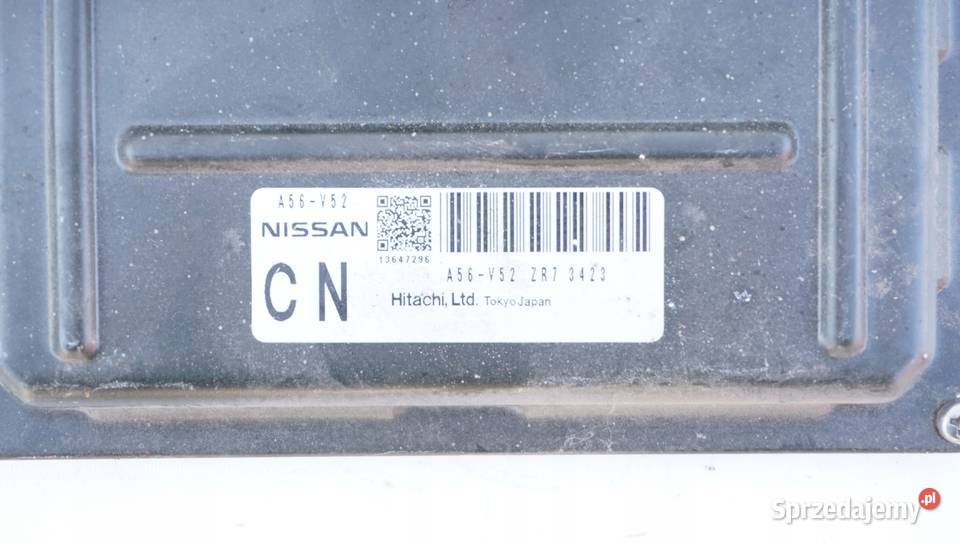 A56-V52
NISSAN
13647296
CN
A56-V52 ZR7 3423
Hitachi, Ltd. Tokyo Japan
Sprzedajemy.pl